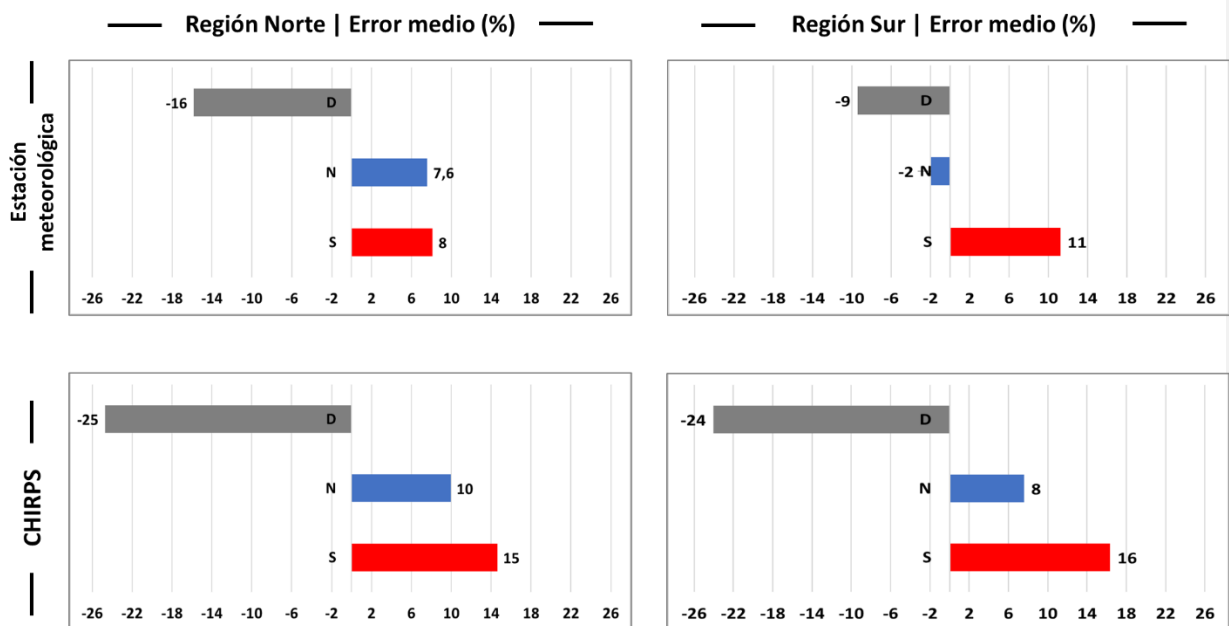 Región Norte | Error medio (%)
Región Sur | Error medio (%)
Estación
meteorológica
-16 D
N 7,6
S 8
-26 -22 -18 -14 -10 -6 -2 2 6 10 14 18 22 26
-9 D
-2 N
S 11
-26 -22 -18 -14 -10 -6 -2 2 6 10 14 18 22 26
CHIRPS
-25 D
N 10
S 15
-26 -22 -18 -14 -10 -6 -2 2 6 10 14 18 22 26
-24 D
N 8
S 16
-26 -22 -18 -14 -10 -6 -2 2 6 10 14 18 22 26